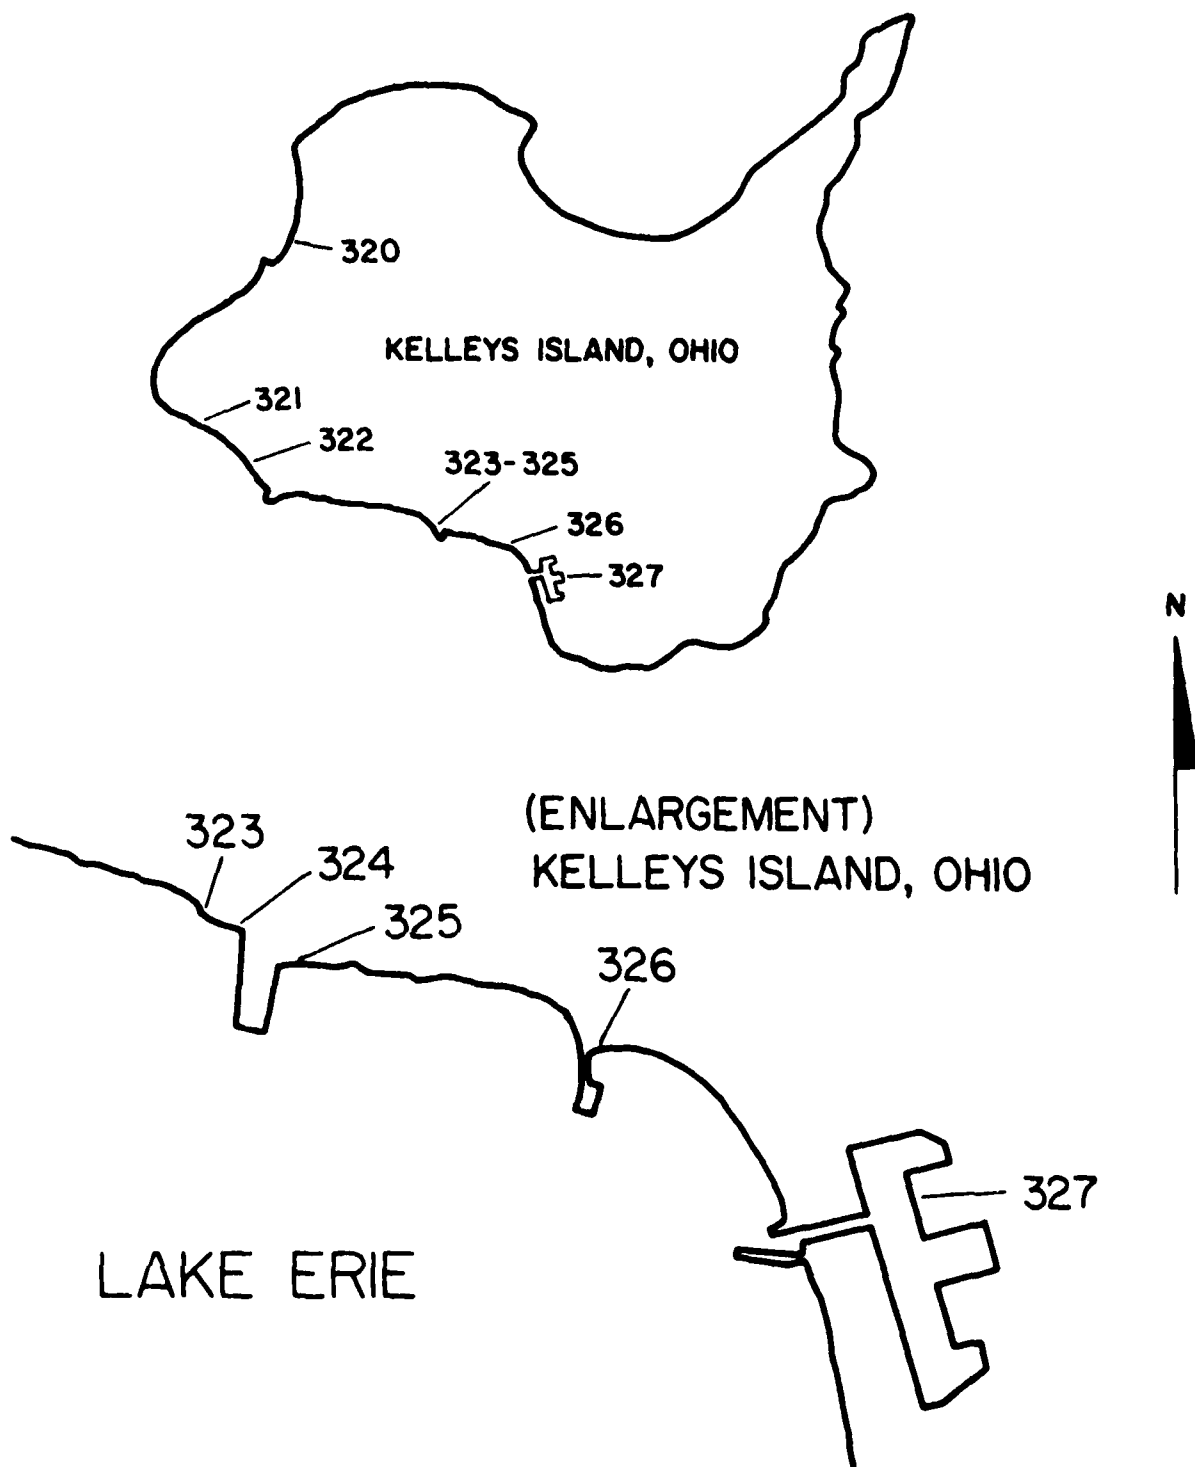 320
KELLEYS ISLAND, OHIO
321
322
323-325
326
327
N
(ENLARGEMENT)
KELLEYS ISLAND, OHIO
323
324
325
326
327
LAKE ERIE